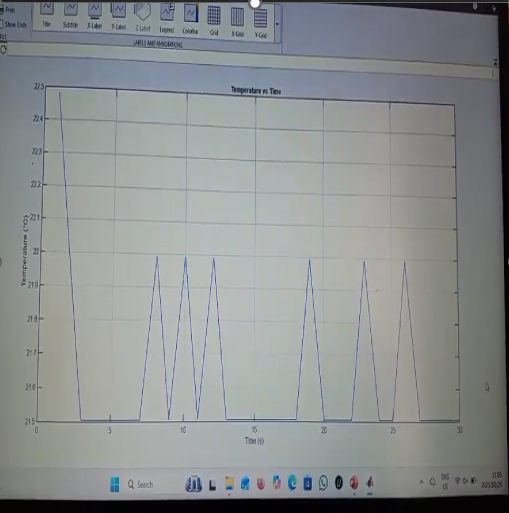 Print
Show Code
Title Subtitle X-Label Y-Label Z-Label Legend Colorbar Grid X-Grid Y-Grid
LABELS AND ANNOTATIONS
Temperature vs Time
22.5
22.4
22.3
22.2
22.1
22
21.9
21.8
21.7
21.6
21.5
Temperature (°C)
0 5 10 15 20 25 30
Time (s)
Search
ENG
US
11:05